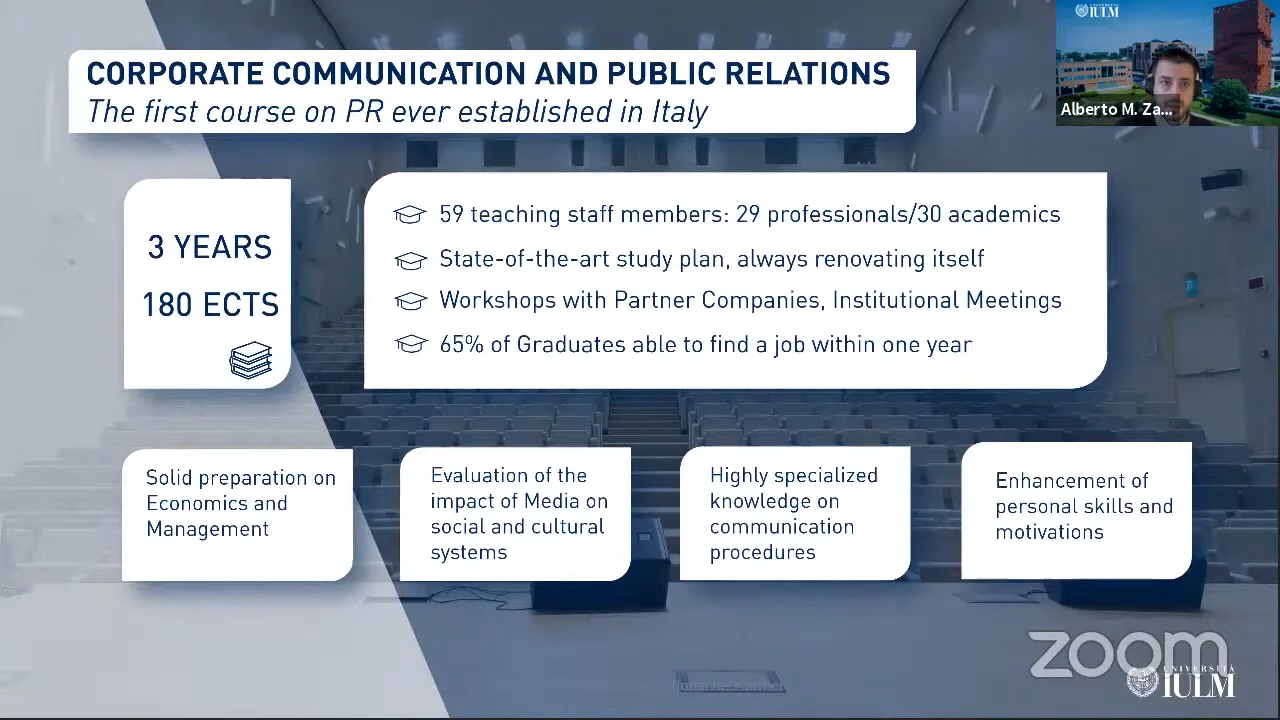 CORPORATE COMMUNICATION AND PUBLIC RELATIONS
The first course on PR ever established in Italy
UNIVERSITÀ
IULM
Alberto M. Za...
3 YEARS
180 ECTS
59 teaching staff members: 29 professionals/30 academics
State-of-the-art study plan, always renovating itself
Workshops with Partner Companies, Institutional Meetings
65% of Graduates able to find a job within one year
Solid preparation on
Economics and
Management
Evaluation of the
impact of Media on
social and cultural
systems
Highly specialized
knowledge on
communication
procedures
Enhancement of
personal skills and
motivations
zoom
UNIVERSITÀ
IULM